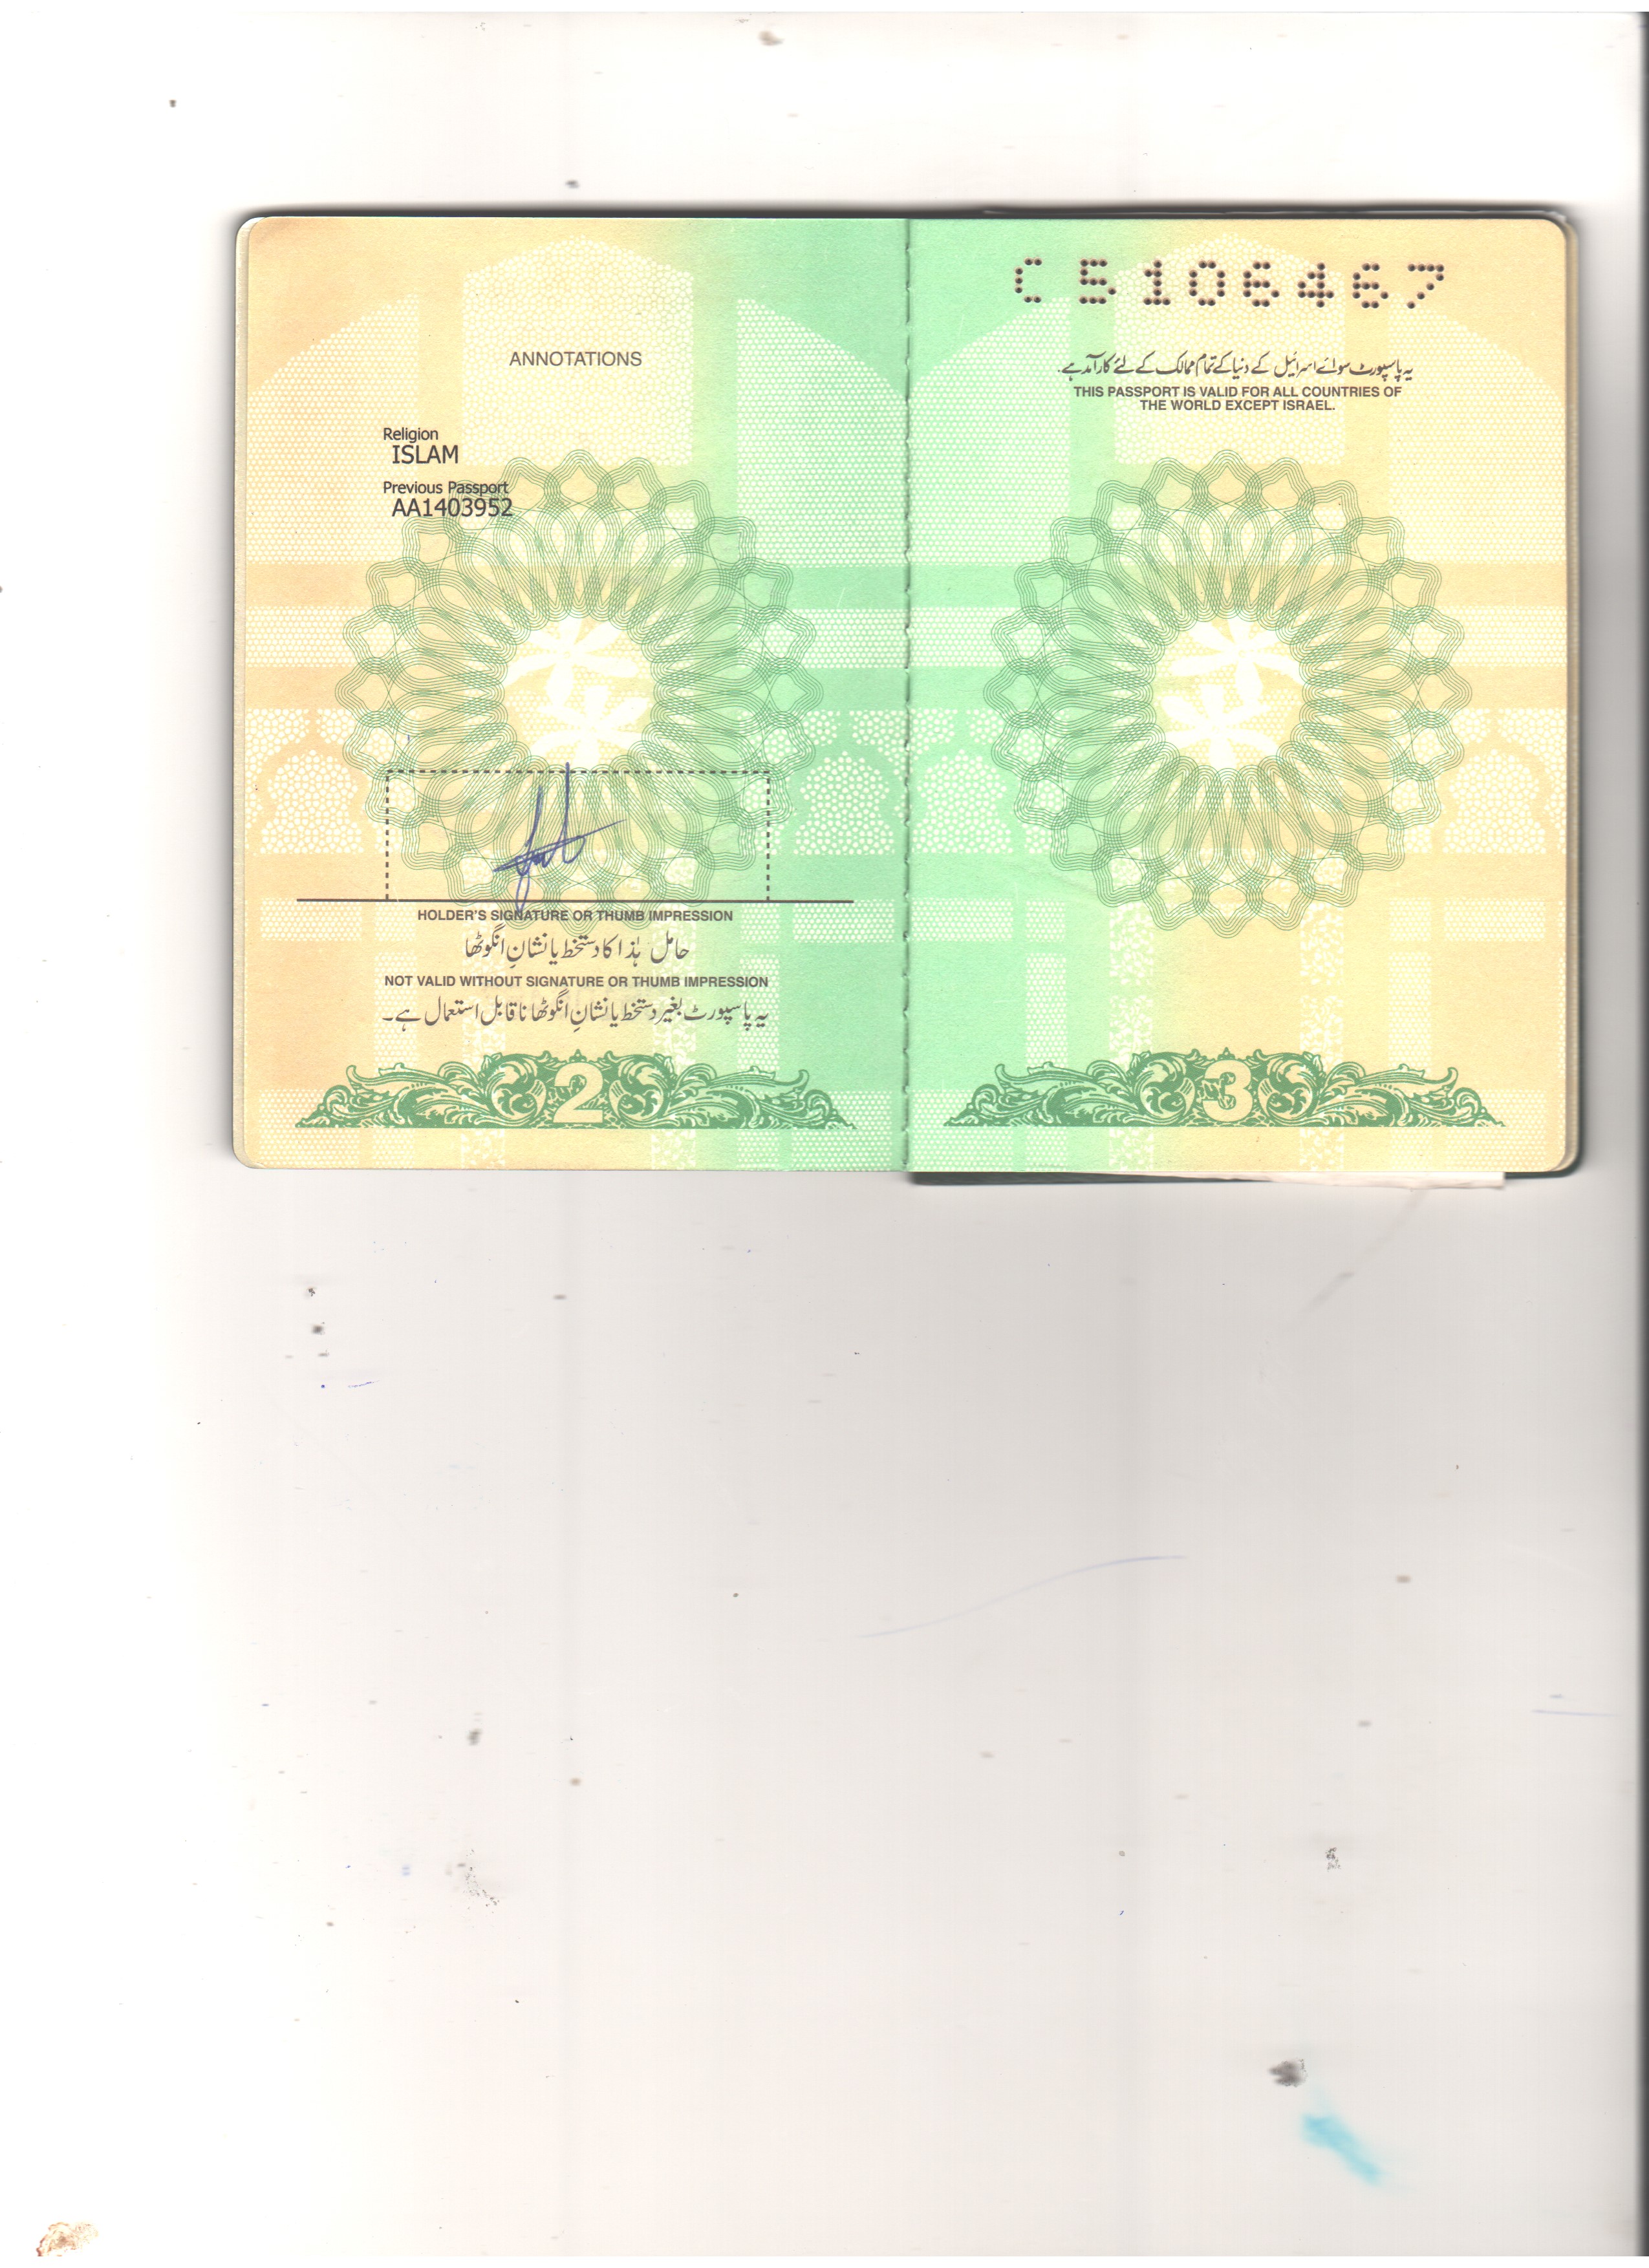 ANNOTATIONS
Religion
ISLAM
Previous Passport
AA1403952
HOLDER'S SIGNATURE OR THUMB IMPRESSION
حامل ہٰذا کا دستخط یا نشانِ انگوٹھا
NOT VALID WITHOUT SIGNATURE OR THUMB IMPRESSION
یہ پاسپورٹ بغیر دستخط یا نشانِ انگوٹھا ناقابل استعمال ہے۔
2
C5106467
یہ پاسپورٹ سوائے اسرائیل کے دنیا کے تمام ممالک کے لئے کارآمد ہے۔
THIS PASSPORT IS VALID FOR ALL COUNTRIES OF
THE WORLD EXCEPT ISRAEL.
3